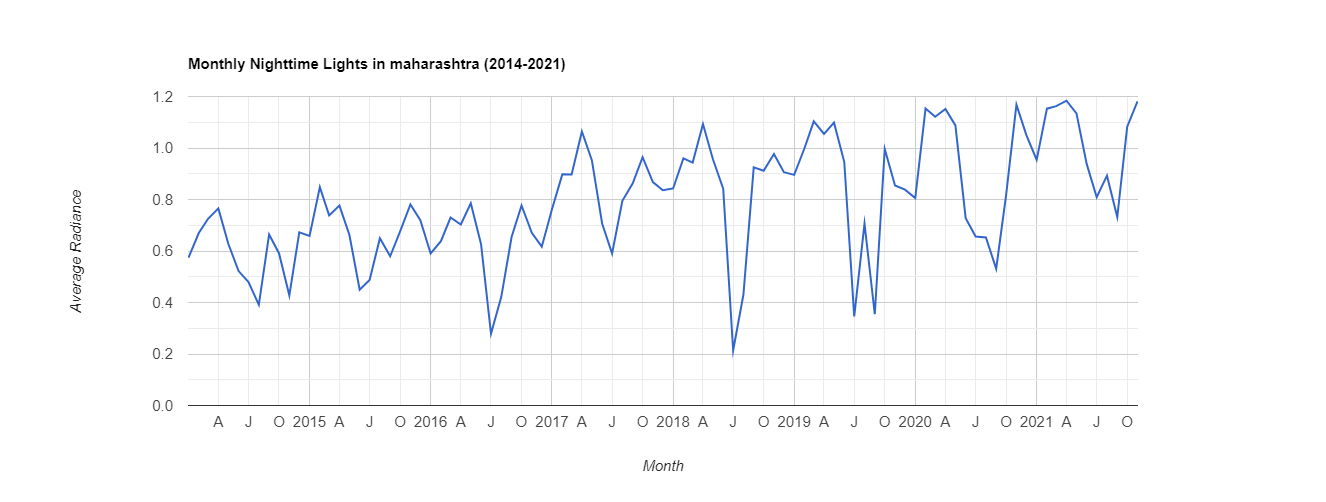 Monthly Nighttime Lights in maharashtra (2014-2021)
1.2
1.0
0.8
0.6
0.4
0.2
0.0
Average Radiance
A J O 2015 A J O 2016 A J O 2017 A J O 2018 A J O 2019 A J O 2020 A J O 2021 A J O
Month